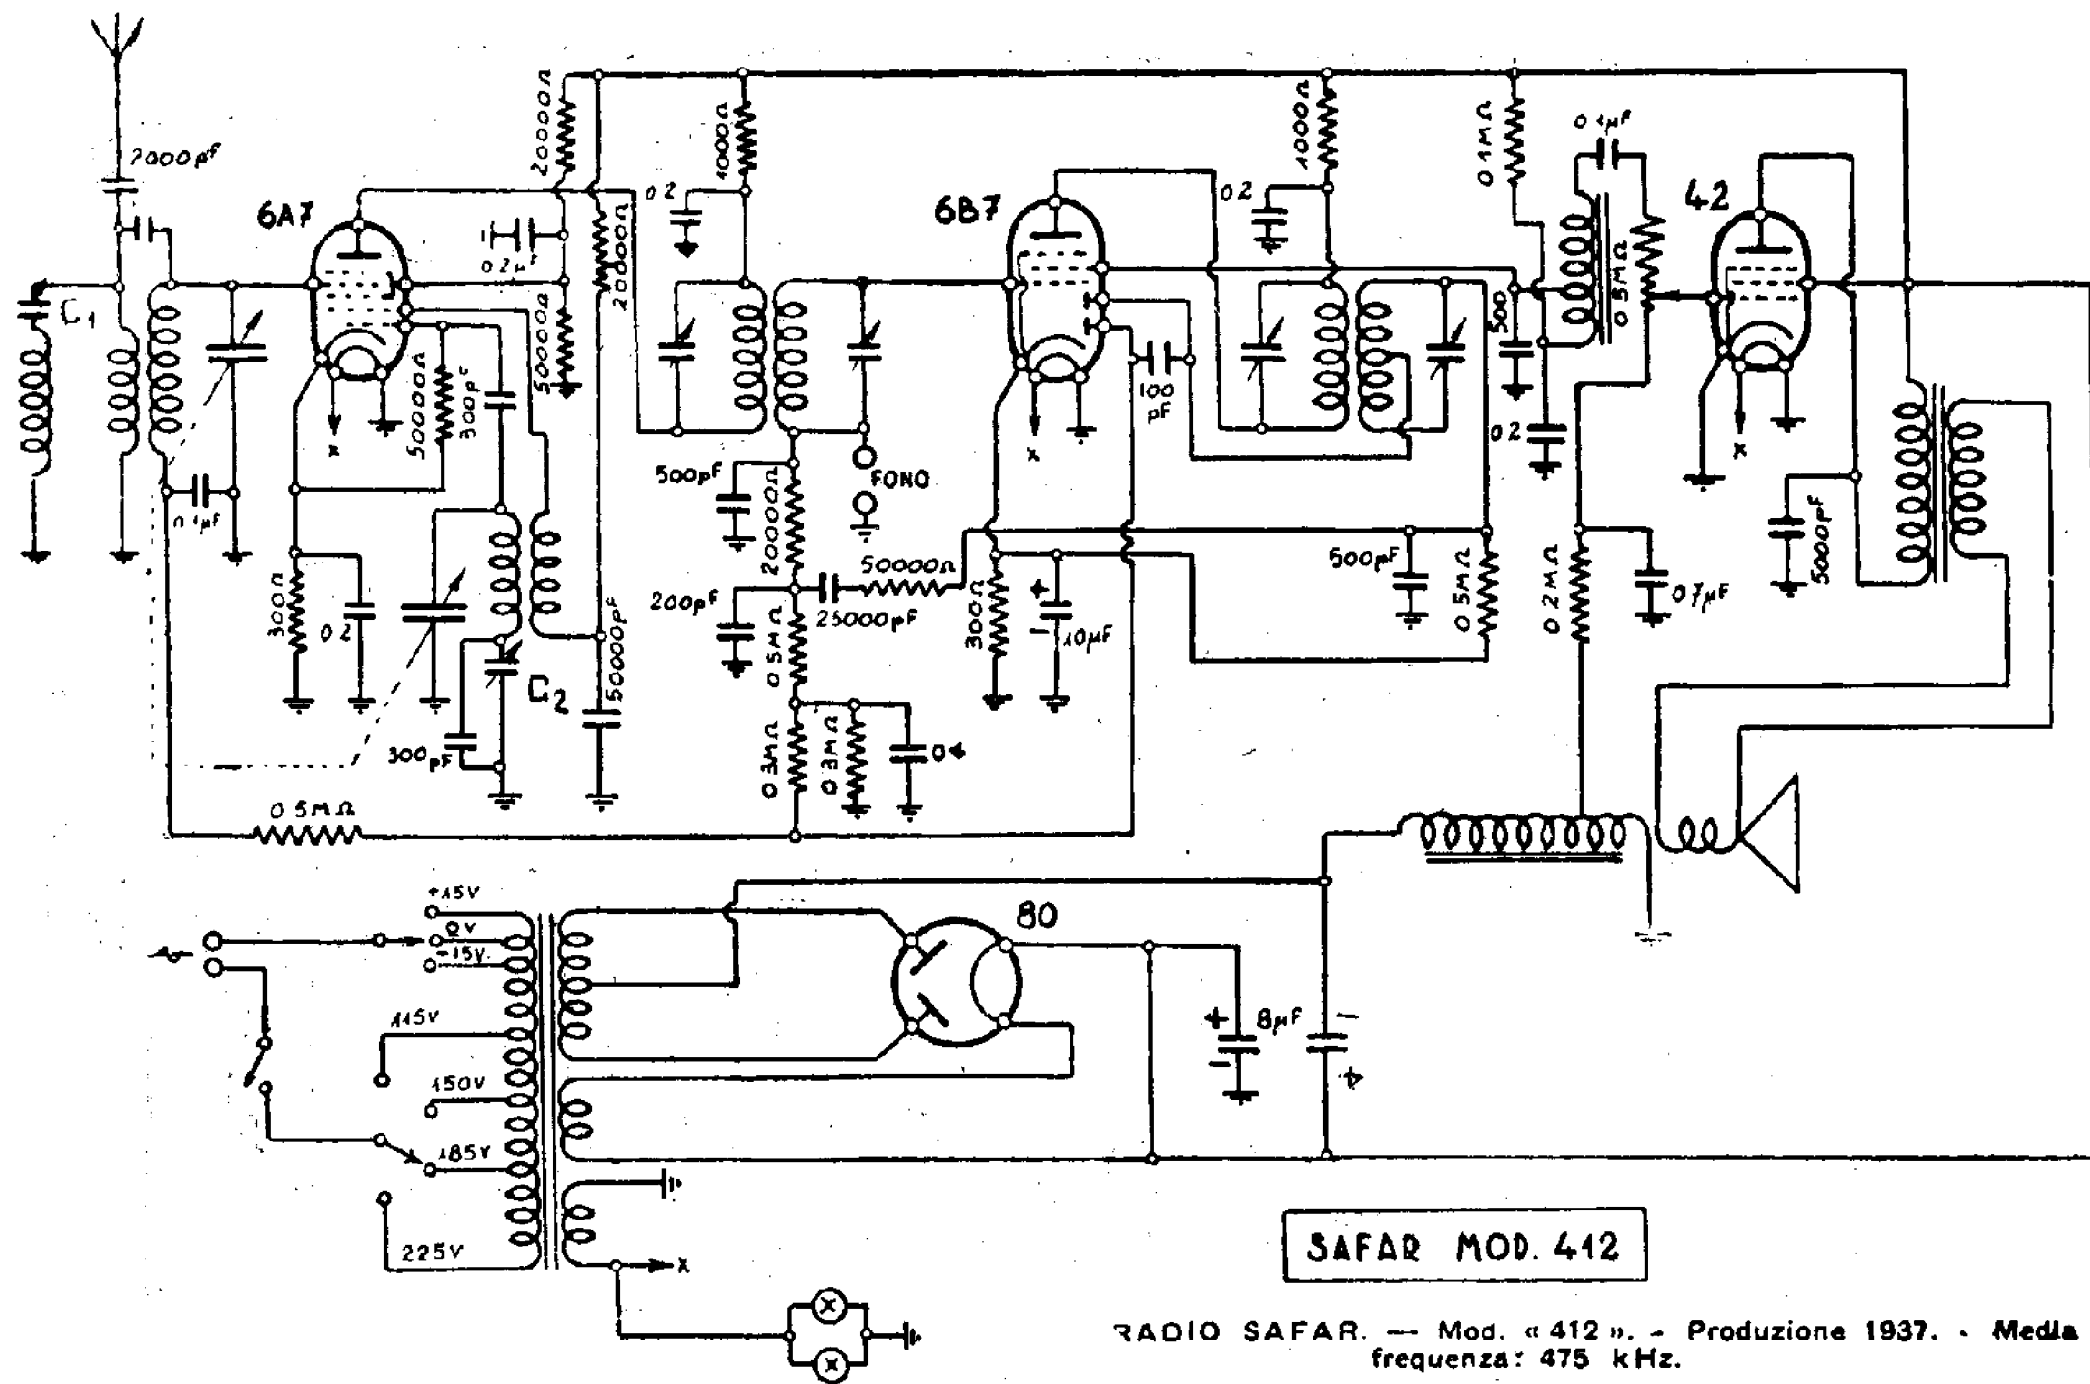 2000pF
6A7
C1
20000Ω
0 2µF
20000Ω
50000Ω
50000Ω
300pF
0.1µF
300Ω
0 2
300pF
C2
50000pF
0 5MΩ
0 2
1000Ω
6B7
FONO
500pF
20000Ω
200pF
25000pF
50000Ω
0 5MΩ
0 3MΩ
0 3MΩ
300Ω
10µF
100
pF
0 2
1000Ω
500
0 1MΩ
0 1µF
0 5MΩ
42
0 2
500pF
0 5MΩ
0 2MΩ
0 7µF
5000pF
x
x
x
+15V
0V
-15V
115V
150V
185V
225V
80
+
8µF
-
-
+
x
x
x
SAFAR MOD. 412
RADIO SAFAR. — Mod. « 412 ». - Produzione 1937. - Media
frequenza: 475 kHz.